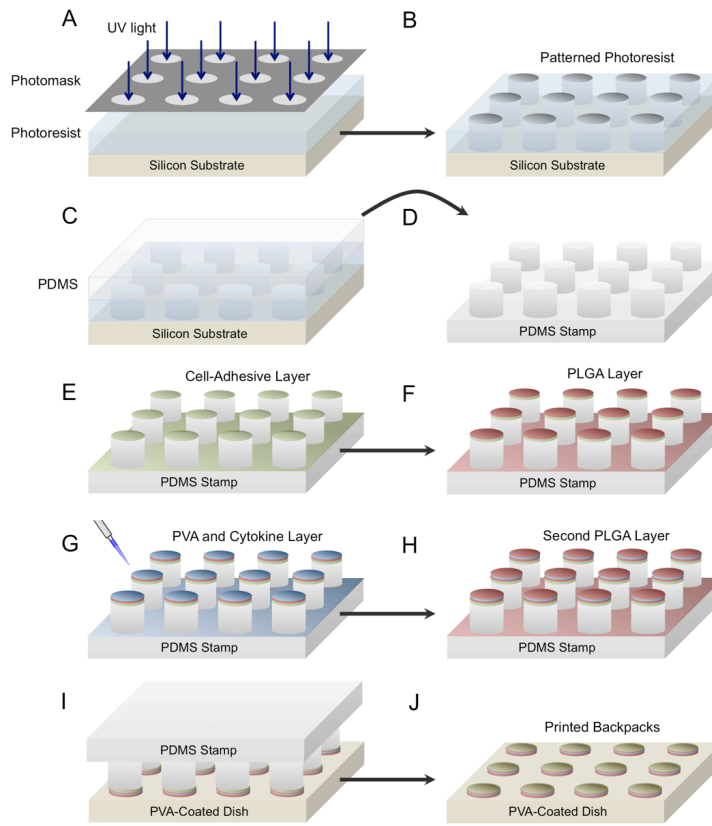 A
UV light
Photomask
Photoresist
Silicon Substrate
B
Patterned Photoresist
Silicon Substrate
C
PDMS
Silicon Substrate
D
PDMS Stamp
E
Cell-Adhesive Layer
PDMS Stamp
F
PLGA Layer
PDMS Stamp
G
PVA and Cytokine Layer
PDMS Stamp
H
Second PLGA Layer
PDMS Stamp
I
PDMS Stamp
PVA-Coated Dish
J
Printed Backpacks
PVA-Coated Dish